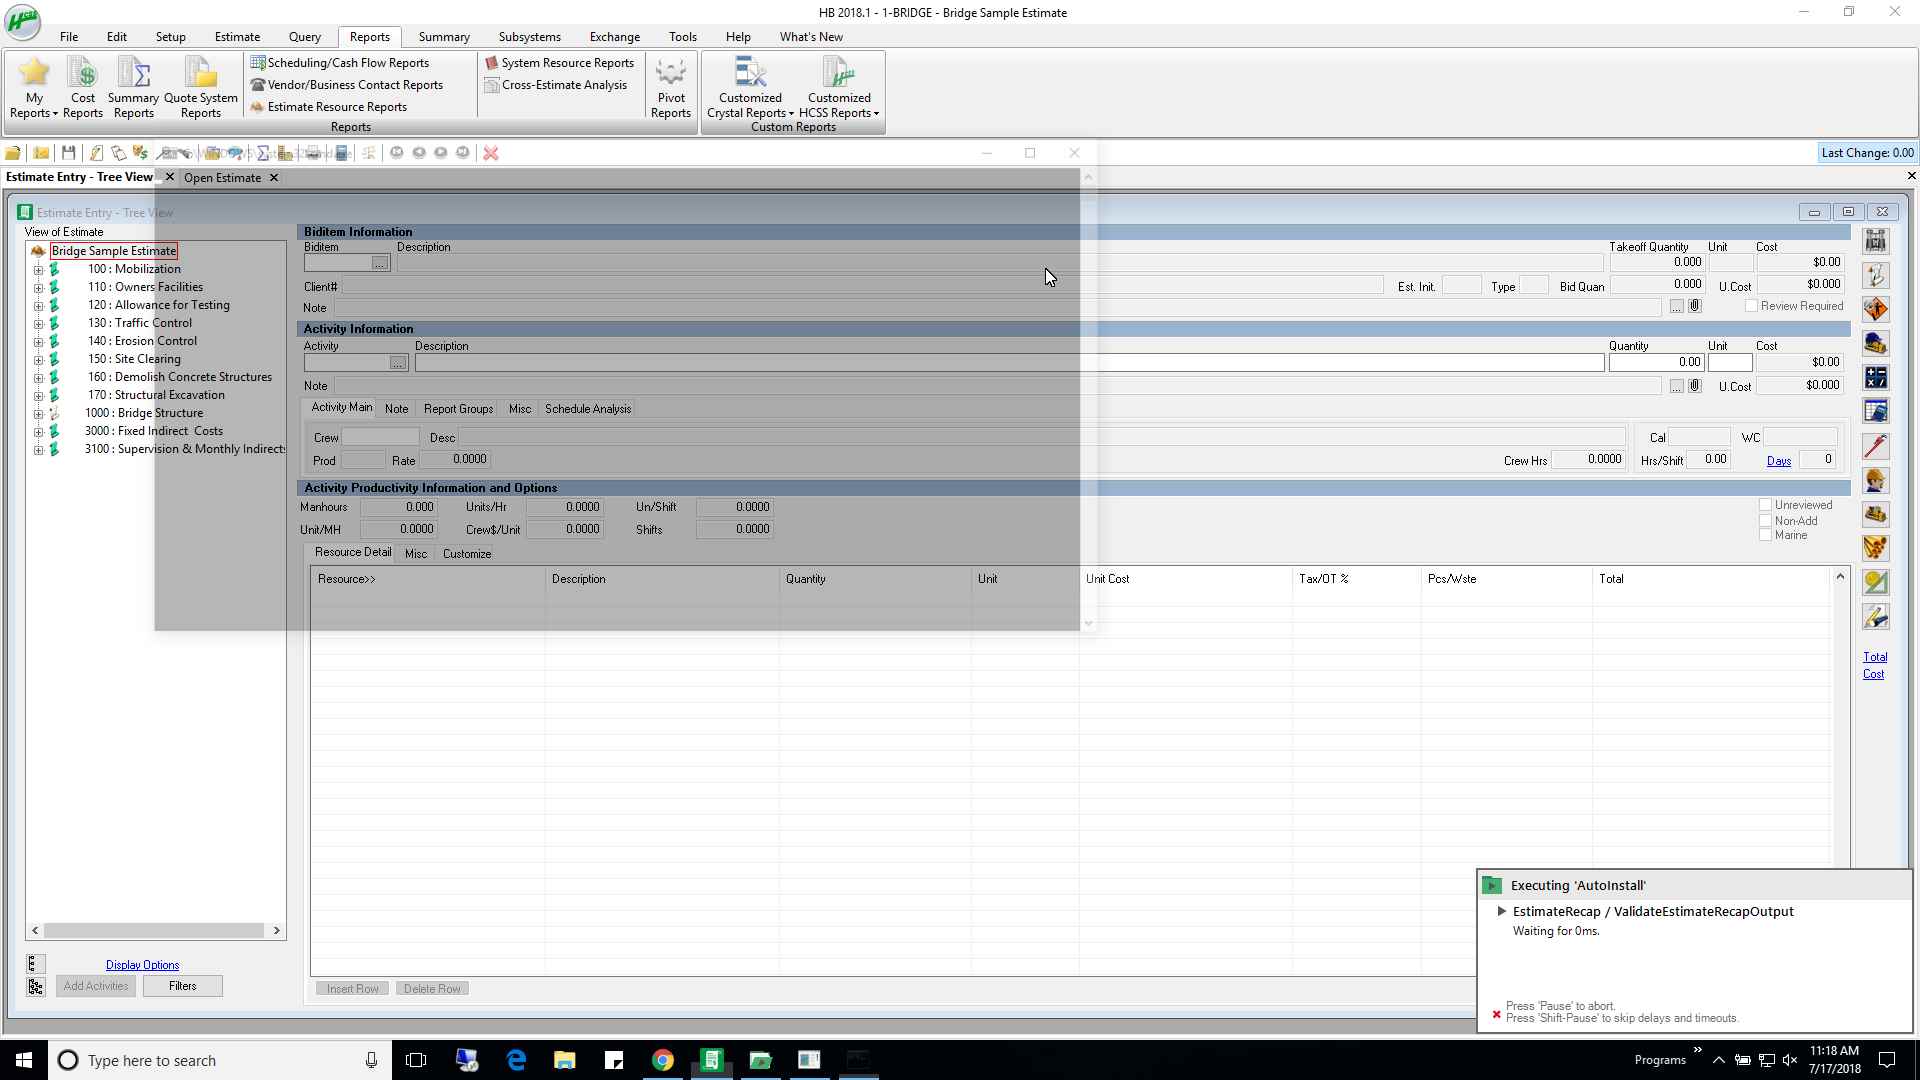 HB 2018.1 - 1-BRIDGE - Bridge Sample Estimate
File Edit Setup Estimate Query Reports Summary Subsystems Exchange Tools Help What's New
My Reports
Cost Reports
Summary Reports
Quote System Reports
Scheduling/Cash Flow Reports
Vendor/Business Contact Reports
Estimate Resource Reports
System Resource Reports
Cross-Estimate Analysis
Pivot Reports
Customized Crystal Reports
Customized HCSS Reports
Reports
Custom Reports
Last Change: 0.00
Estimate Entry - Tree View
Open Estimate
Estimate Entry - Tree View
View of Estimate
Bridge Sample Estimate
100 : Mobilization
110 : Owners Facilities
120 : Allowance for Testing
130 : Traffic Control
140 : Erosion Control
150 : Site Clearing
160 : Demolish Concrete Structures
170 : Structural Excavation
1000 : Bridge Structure
3000 : Fixed Indirect Costs
3100 : Supervision & Monthly Indirects
Display Options
Add Activities Filters
Biditem Information
Biditem Description Takeoff Quantity Unit Cost
... 0.000 $0.00
Client# Est. Init. Type Bid Quan 0.000 U.Cost $0.000
Note ... Review Required
Activity Information
Activity Description Quantity Unit Cost
... 0.00 $0.00
Note ... U.Cost $0.000
Activity Main Note Report Groups Misc Schedule Analysis
Crew Desc Cal WC
Prod Rate 0.0000 Crew Hrs 0.0000 Hrs/Shift 0.00 Days 0
Activity Productivity Information and Options
Manhours 0.000 Units/Hr 0.0000 Un/Shift 0.0000 Unreviewed
Non-Add
Unit/MH 0.0000 Crew$/Unit 0.0000 Shifts 0.0000 Marine
Resource Detail Misc Customize
Resource>> Description Quantity Unit Unit Cost Tax/OT % Pcs/Wste Total
Total Cost
Insert Row Delete Row
Executing 'AutoInstall'
EstimateRecap / ValidateEstimateRecapOutput
Waiting for 0ms.
Press 'Pause' to abort.
Press 'Shift-Pause' to skip delays and timeouts.
Type here to search
Programs
11:18 AM
7/17/2018